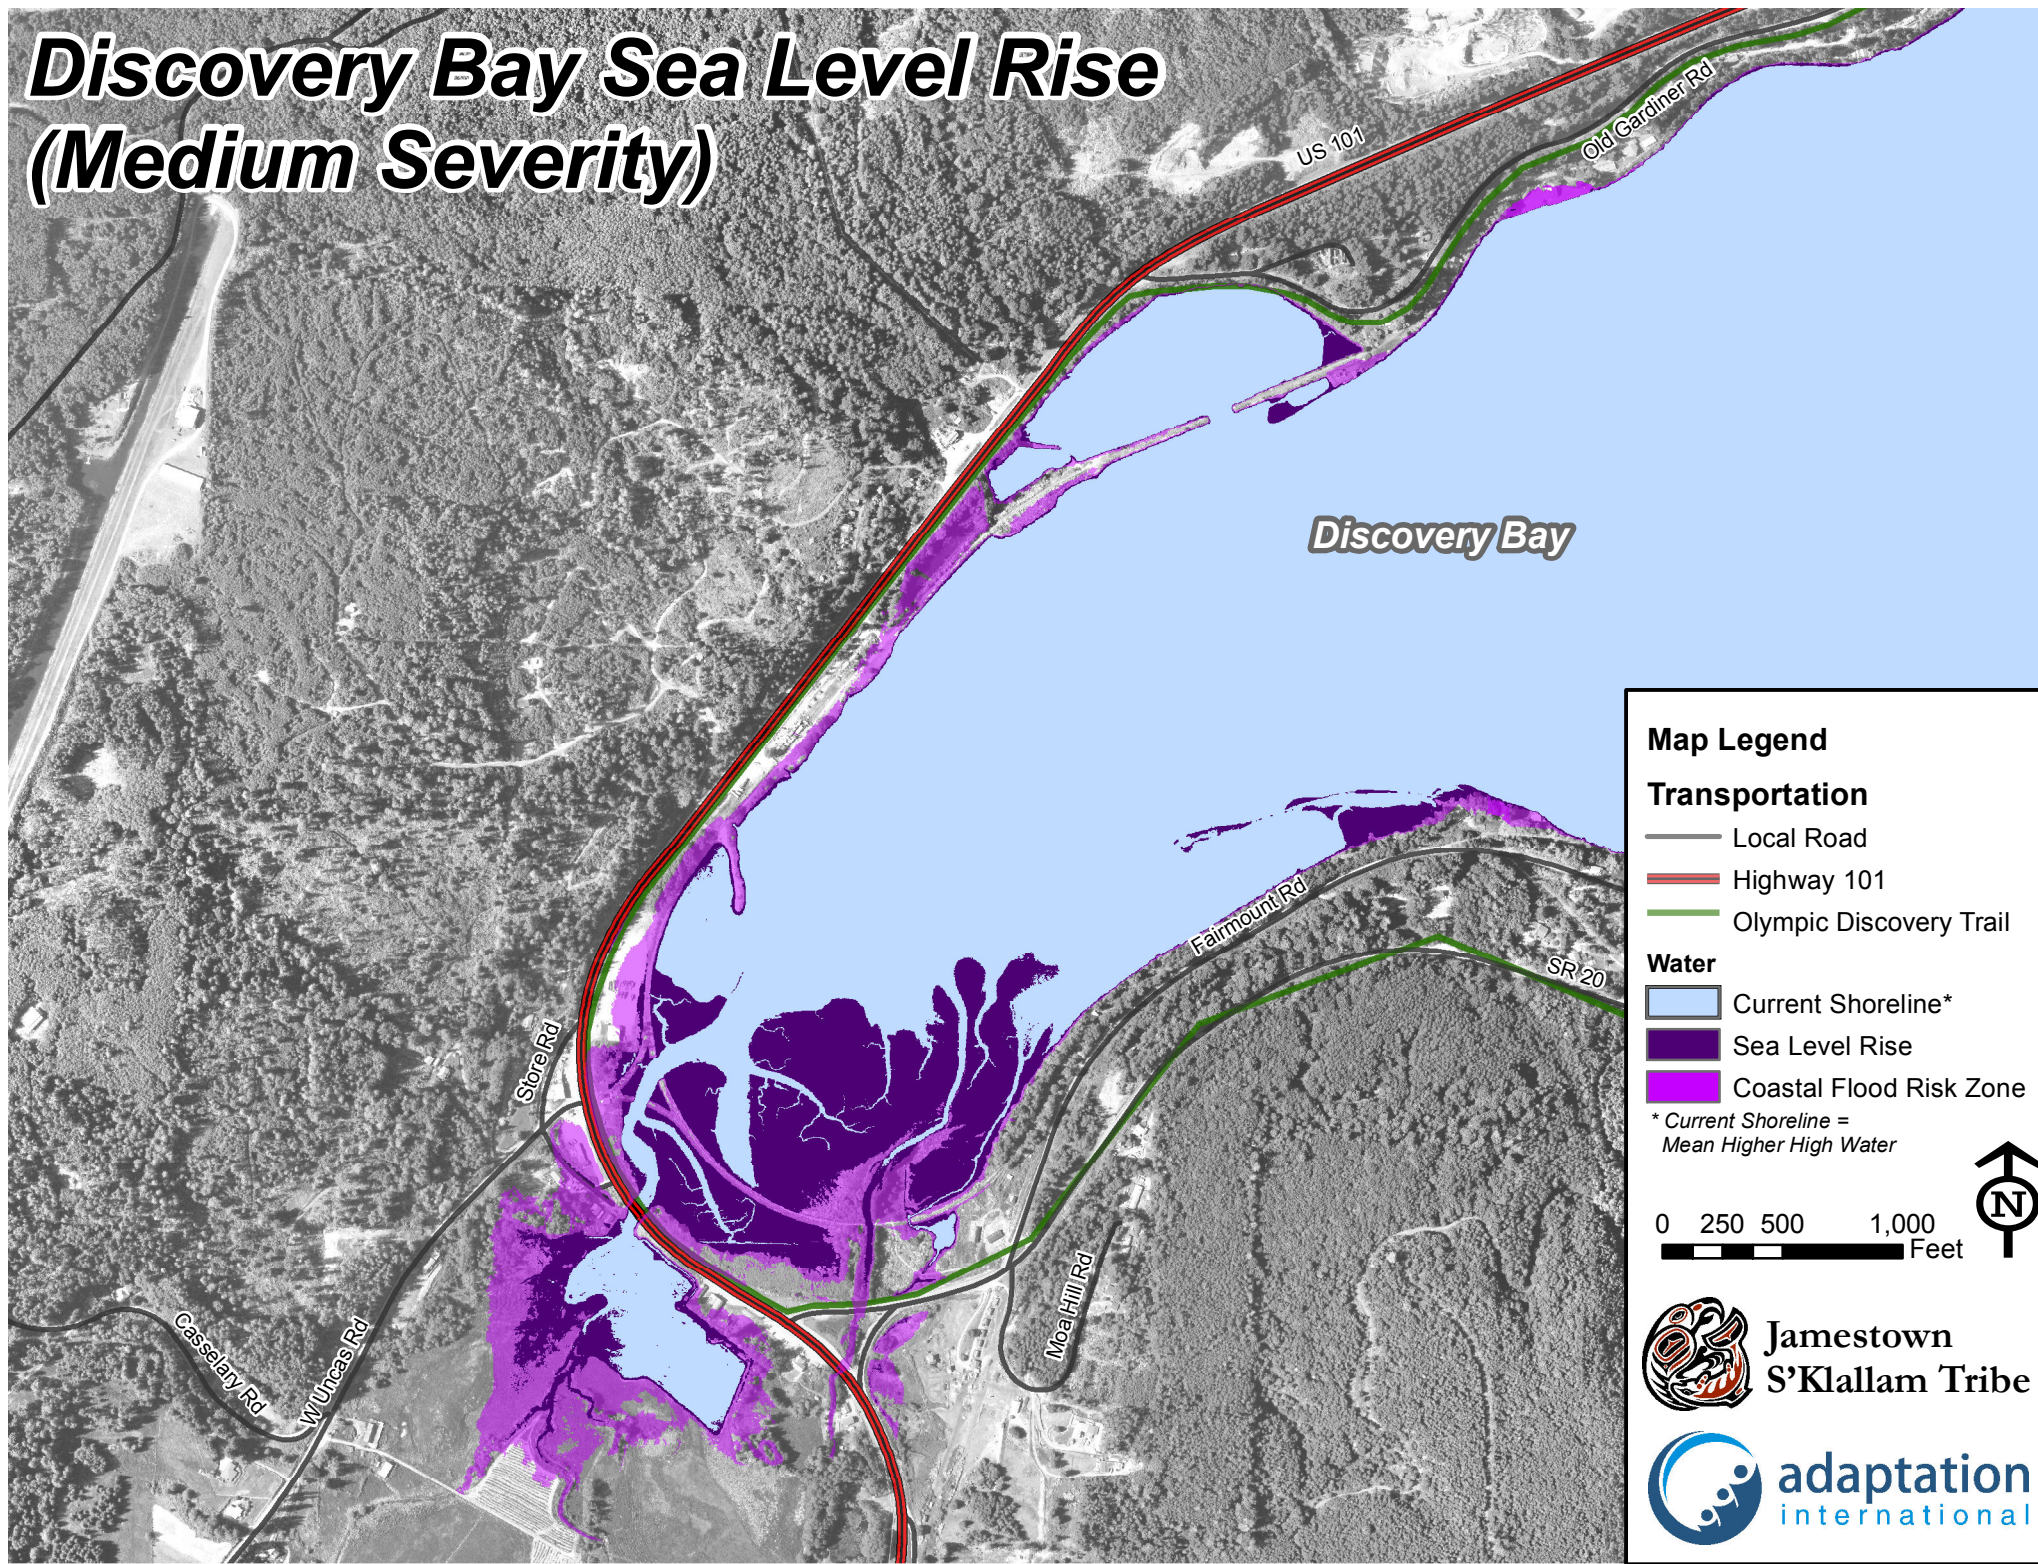 Discovery Bay Sea Level Rise
(Medium Severity)
US 101
Old Gardiner Rd
Discovery Bay
Fairmount Rd
SR 20
Store Rd
Moa Hill Rd
Casselary Rd
W Uncas Rd
Map Legend
Transportation
Local Road
Highway 101
Olympic Discovery Trail
Water
Current Shoreline*
Sea Level Rise
Coastal Flood Risk Zone
* Current Shoreline =
Mean Higher High Water
N
0 250 500 1,000
Feet
Jamestown
S'Klallam Tribe
adaptation
international